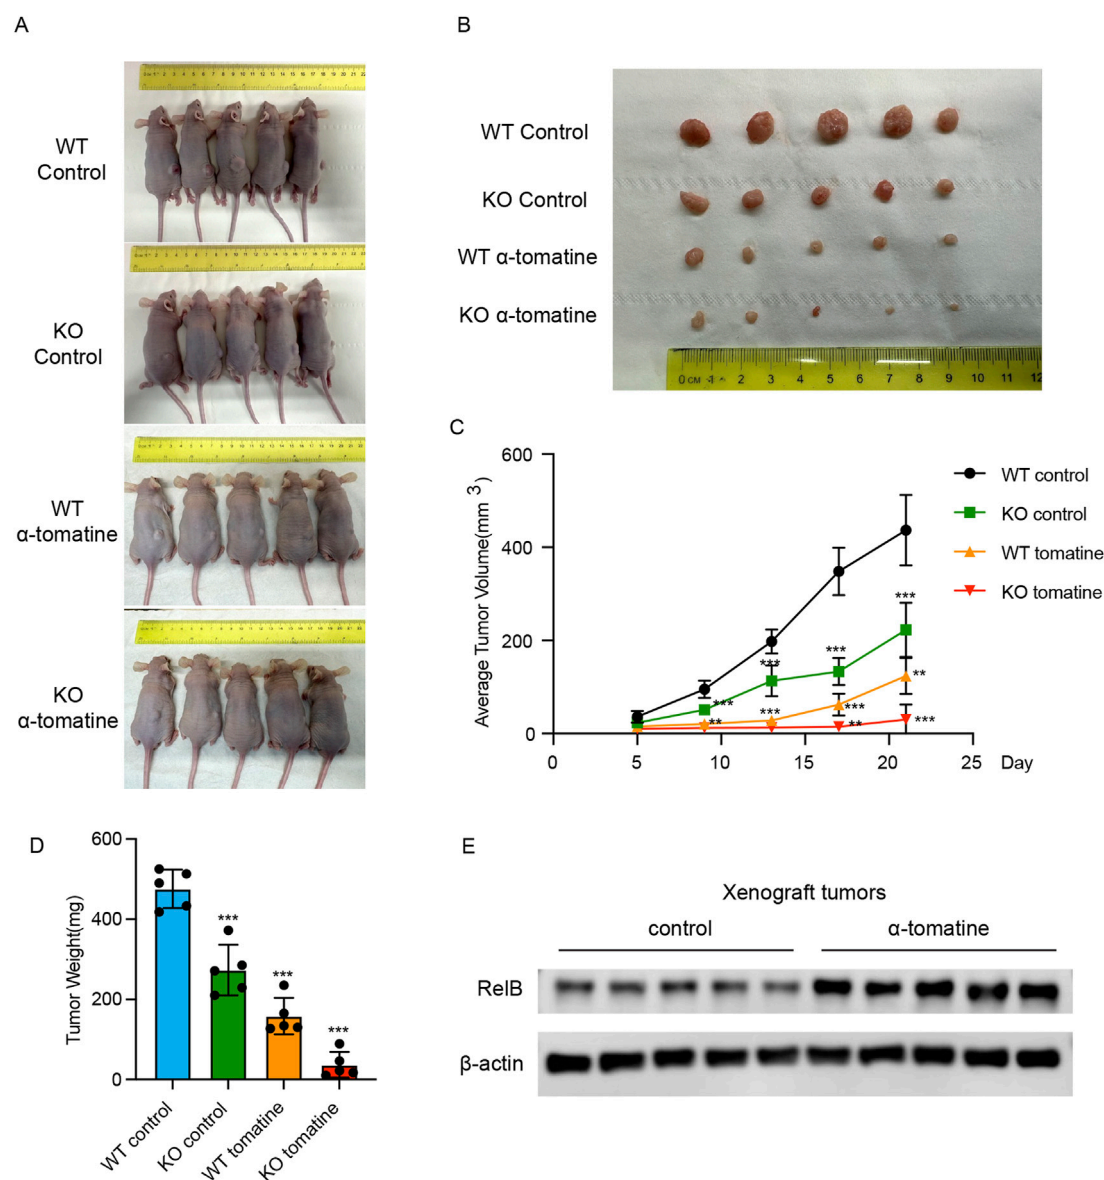 A
WT
Control
KO
Control
WT
α-tomatine
KO
α-tomatine
B
WT Control
KO Control
WT α-tomatine
KO α-tomatine
0 CM 1 2 3 4 5 6 7 8 9 10 11 12
C
Average Tumor Volume(mm 3)
600
400
200
0
0 5 10 15 20 25 Day
WT control
KO control
WT tomatine
KO tomatine
***
***
***
***
**
***
***
**
**
***
D
Tumor Weight(mg)
600
400
200
0
***
***
***
WT control
KO control
WT tomatine
KO tomatine
E
Xenograft tumors
control α-tomatine
RelB
β-actin